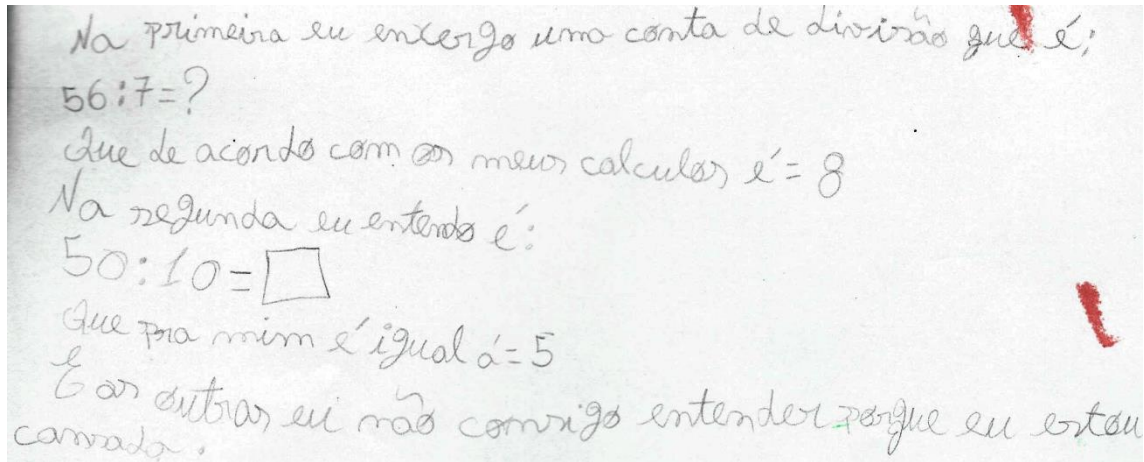 Na primeira eu enxergo uma conta de divisão que é:
56:7=?
Que de acordo com os meus calculos é = 8
Na segunda eu entendo é:
50:10=
Que pra mim é igual á = 5
E as outras eu não consigo entender porque eu estou
cansada.